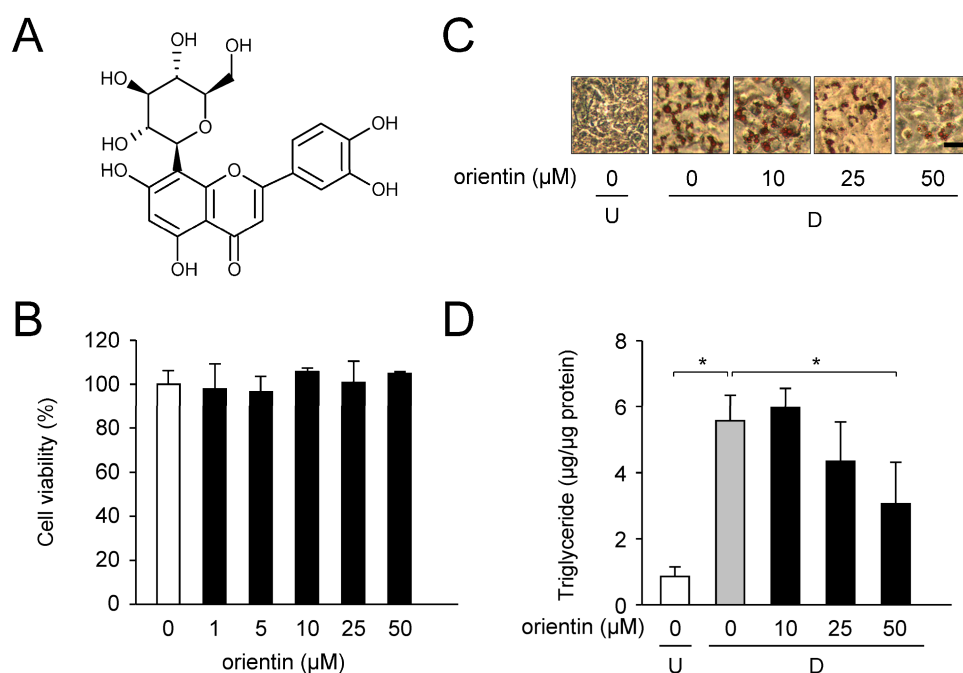 A
OH
OH
HO
HO
O
OH
HO
O
OH
OH
O
B
Cell viability (%)
120
100
80
60
40
20
0
0 1 5 10 25 50
orientin (µM)
C
orientin (µM) 0 0 10 25 50
U D
D
Triglyceride (µg/µg protein)
8
6
4
2
0
* *
orientin (µM) 0 0 10 25 50
U D